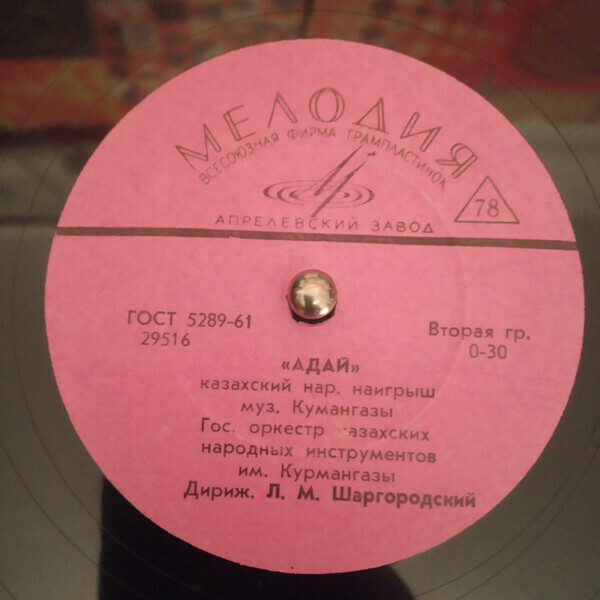 МЕЛОДИЯ
ВСЕСОЮЗНАЯ ФИРМА ГРАМПЛАСТИНОК
78
АПРЕЛЕВСКИЙ ЗАВОД
ГОСТ 5289-61
29516
Вторая гр.
0-30
«АДАЙ»
казахский нар. наигрыш
муз. Кумангазы
Гос. оркестр казахских
народных инструментов
им. Курмангазы
Дириж. Л. М. Шаргородский